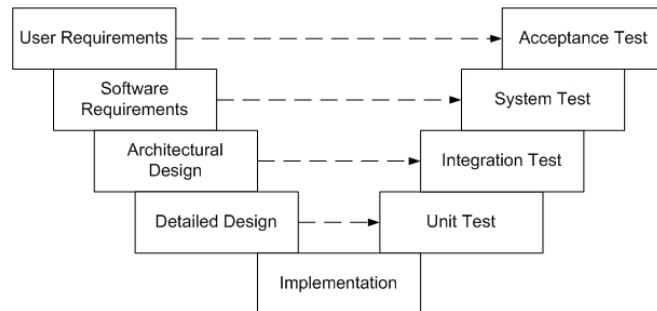 User Requirements
Acceptance Test
Software
Requirements
System Test
Architectural
Design
Integration Test
Detailed Design
Unit Test
Implementation